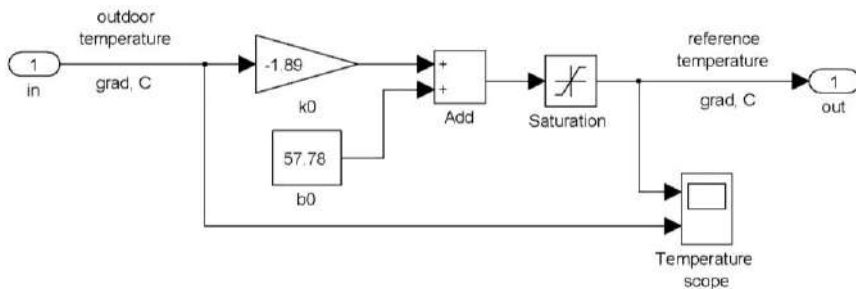 outdoor
temperature
1
in
grad, C
-1.89
k0
57.78
b0
+
+
Add
Saturation
reference
temperature
grad, C
1
out
Temperature
scope